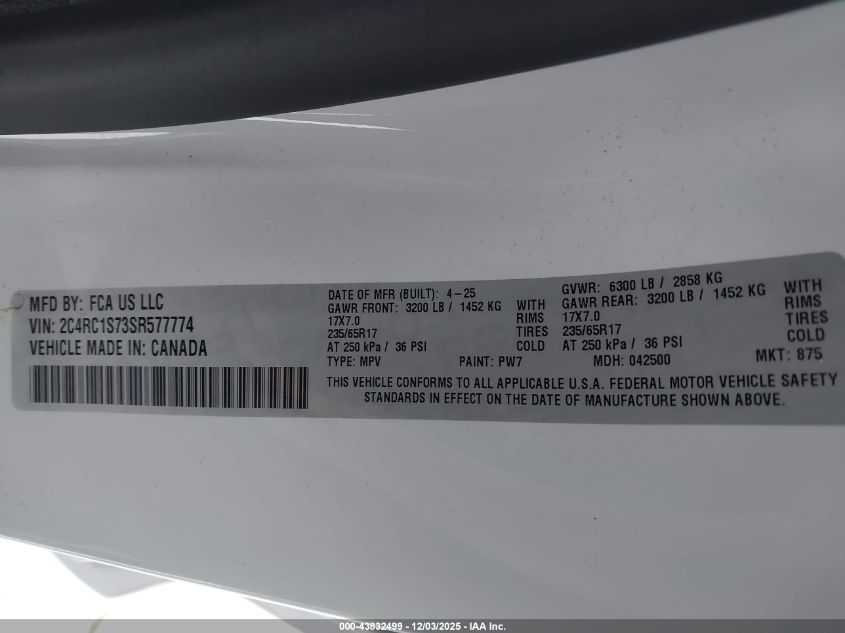 MFD BY: FCA US LLC
VIN: 2C4RC1S73SR577774
VEHICLE MADE IN: CANADA
DATE OF MFR (BUILT): 4-25
GAWR FRONT: 3200 LB / 1452 KG WITH
17X7.0 RIMS
235/65R17 TIRES
AT 250 kPa / 36 PSI COLD
GVWR: 6300 LB / 2858 KG
GAWR REAR: 3200 LB / 1452 KG WITH
17X7.0 RIMS
235/65R17 TIRES
AT 250 kPa / 36 PSI COLD
TYPE: MPV PAINT: PW7 MDH: 042500 MKT: 875
THIS VEHICLE CONFORMS TO ALL APPLICABLE U.S.A. FEDERAL MOTOR VEHICLE SAFETY
STANDARDS IN EFFECT ON THE DATE OF MANUFACTURE SHOWN ABOVE.
000-43832499 - 12/03/2025 - IAA Inc.